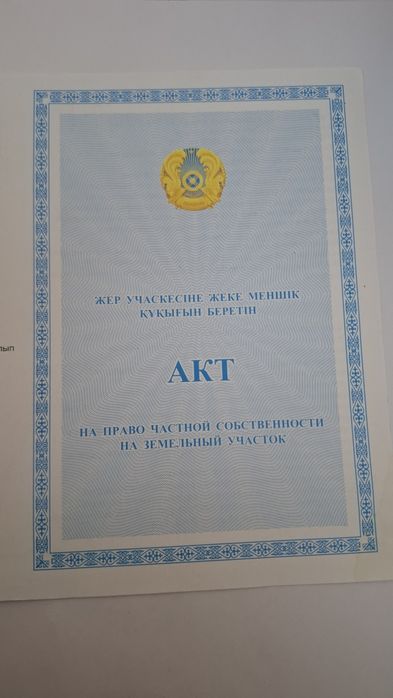 ЖЕР УЧАСКЕСІНЕ ЖЕКЕ МЕНШІК
ҚҰҚЫҒЫН БЕРЕТІН
АКТ
НА ПРАВО ЧАСТНОЙ СОБСТВЕННОСТИ
НА ЗЕМЕЛЬНЫЙ УЧАСТОК